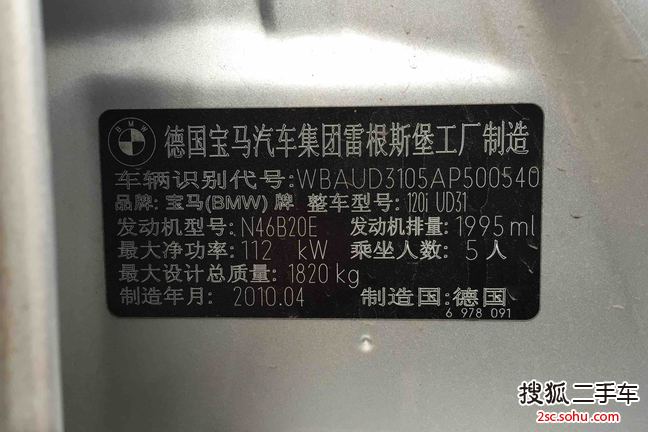 BMW
德国宝马汽车集团雷根斯堡工厂制造
车辆识别代号:WBAUD3105AP500540
品牌: 宝马(BMW) 牌 整车型号: 120i UD31
发动机型号: N46B20E 发动机排量: 1995 ml
最大净功率: 112 kW 乘坐人数: 5 人
最大设计总质量: 1820 kg
制造年月: 2010.04 制造国: 德国
6 978 091
搜狐 二手车
2sc.sohu.com